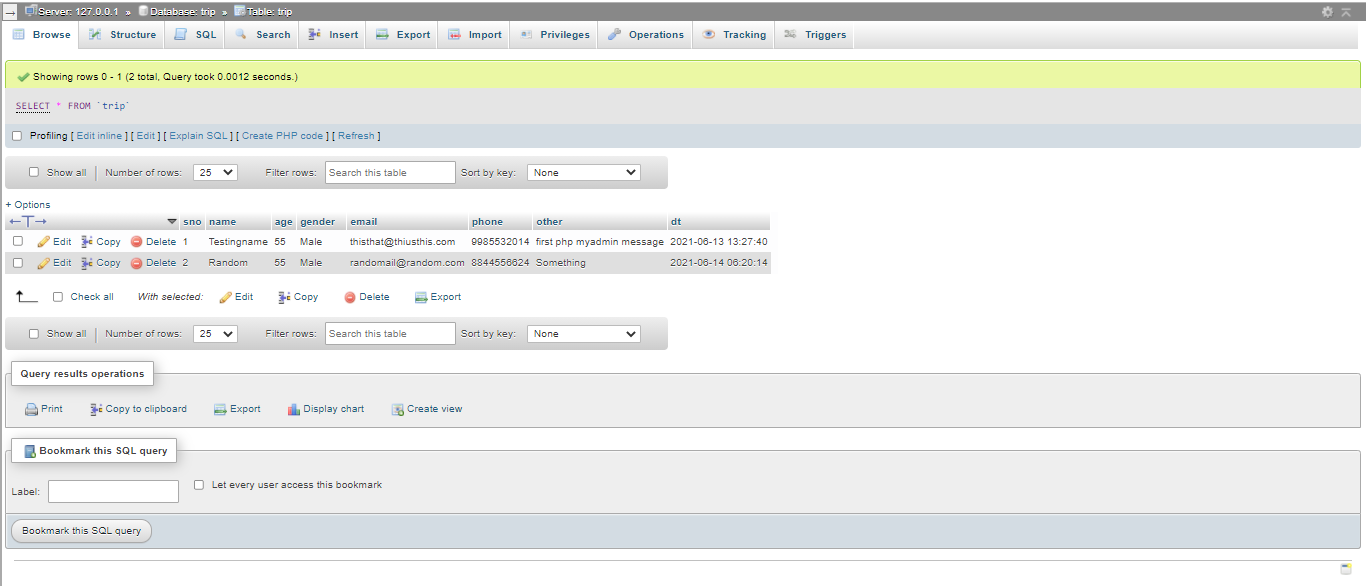 Server: 127.0.0.1 » Database: trip » Table: trip
Browse Structure SQL Search Insert Export Import Privileges Operations Tracking Triggers
Showing rows 0 - 1 (2 total, Query took 0.0012 seconds.)
SELECT * FROM `trip`
Profiling [ Edit inline ] [ Edit ] [ Explain SQL ] [ Create PHP code ] [ Refresh ]
Show all Number of rows: 25 Filter rows: Search this table Sort by key: None
+ Options
←T→ sno name age gender email phone other dt
Edit Copy Delete 1 Testingname 55 Male thisthat@thiusthis.com 9985532014 first php myadmin message 2021-06-13 13:27:40
Edit Copy Delete 2 Random 55 Male randomail@random.com 8844556624 Something 2021-06-14 06:20:14
Check all With selected: Edit Copy Delete Export
Show all Number of rows: 25 Filter rows: Search this table Sort by key: None
Query results operations
Print Copy to clipboard Export Display chart Create view
Bookmark this SQL query
Label: Let every user access this bookmark
Bookmark this SQL query